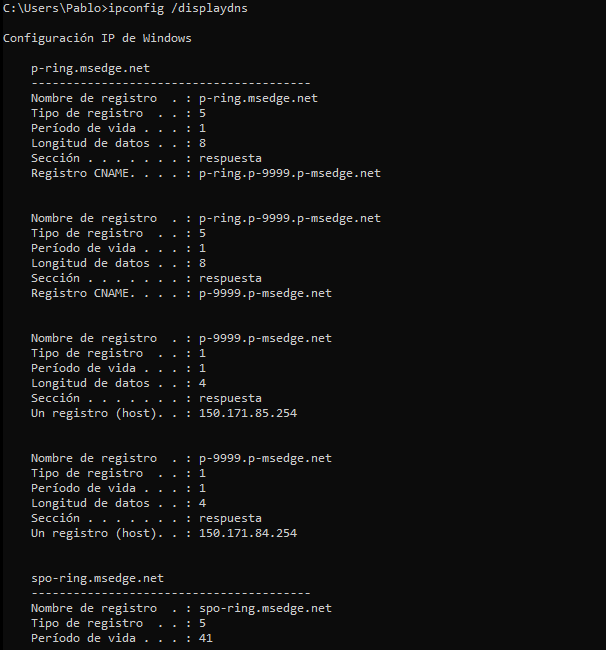 C:\Users\Pablo>ipconfig /displaydns
Configuración IP de Windows
p-ring.msedge.net
----------------------------------------
Nombre de registro . : p-ring.msedge.net
Tipo de registro . . : 5
Período de vida . . . : 1
Longitud de datos . . : 8
Sección . . . . . . . : respuesta
Registro CNAME. . . . : p-ring.p-9999.p-msedge.net
Nombre de registro . : p-ring.p-9999.p-msedge.net
Tipo de registro . . : 5
Período de vida . . . : 1
Longitud de datos . . : 8
Sección . . . . . . . : respuesta
Registro CNAME. . . . : p-9999.p-msedge.net
Nombre de registro . : p-9999.p-msedge.net
Tipo de registro . . : 1
Período de vida . . . : 1
Longitud de datos . . : 4
Sección . . . . . . . : respuesta
Un registro (host). . : 150.171.85.254
Nombre de registro . : p-9999.p-msedge.net
Tipo de registro . . : 1
Período de vida . . . : 1
Longitud de datos . . : 4
Sección . . . . . . . : respuesta
Un registro (host). . : 150.171.84.254
spo-ring.msedge.net
----------------------------------------
Nombre de registro . : spo-ring.msedge.net
Tipo de registro . . : 5
Período de vida . . . : 41